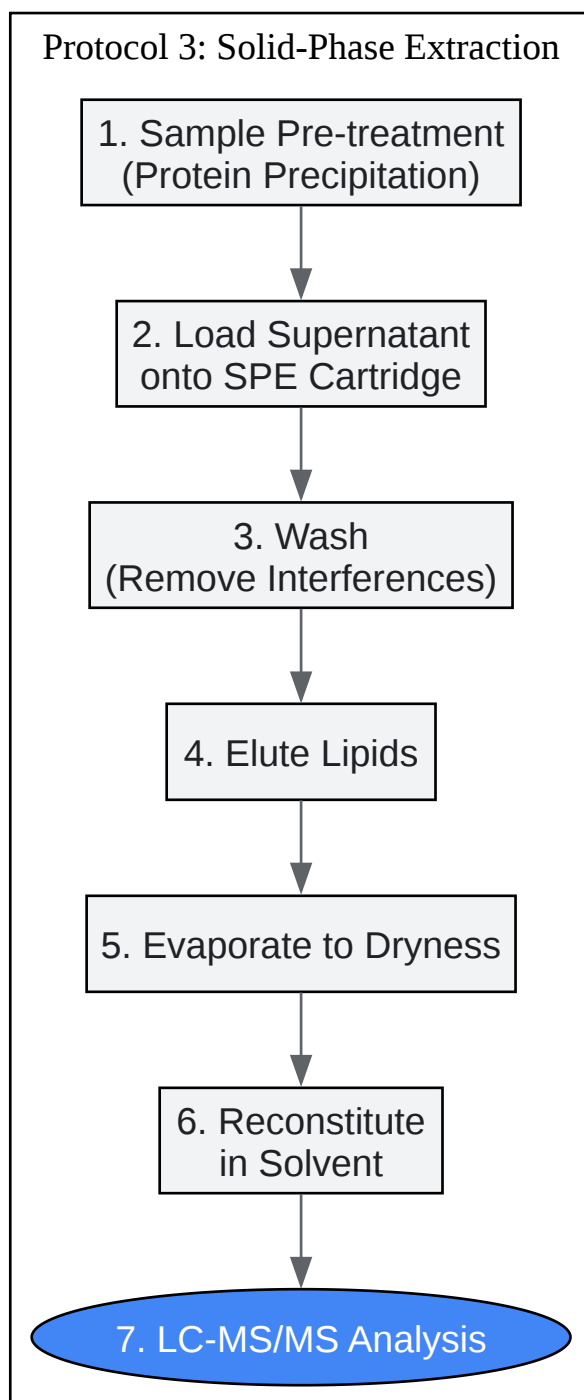 Protocol 3: Solid-Phase Extraction
1. Sample Pre-treatment
(Protein Precipitation)
2. Load Supernatant
onto SPE Cartridge
3. Wash
(Remove Interferences)
4. Elute Lipids
5. Evaporate to Dryness
6. Reconstitute
in Solvent
7. LC-MS/MS Analysis